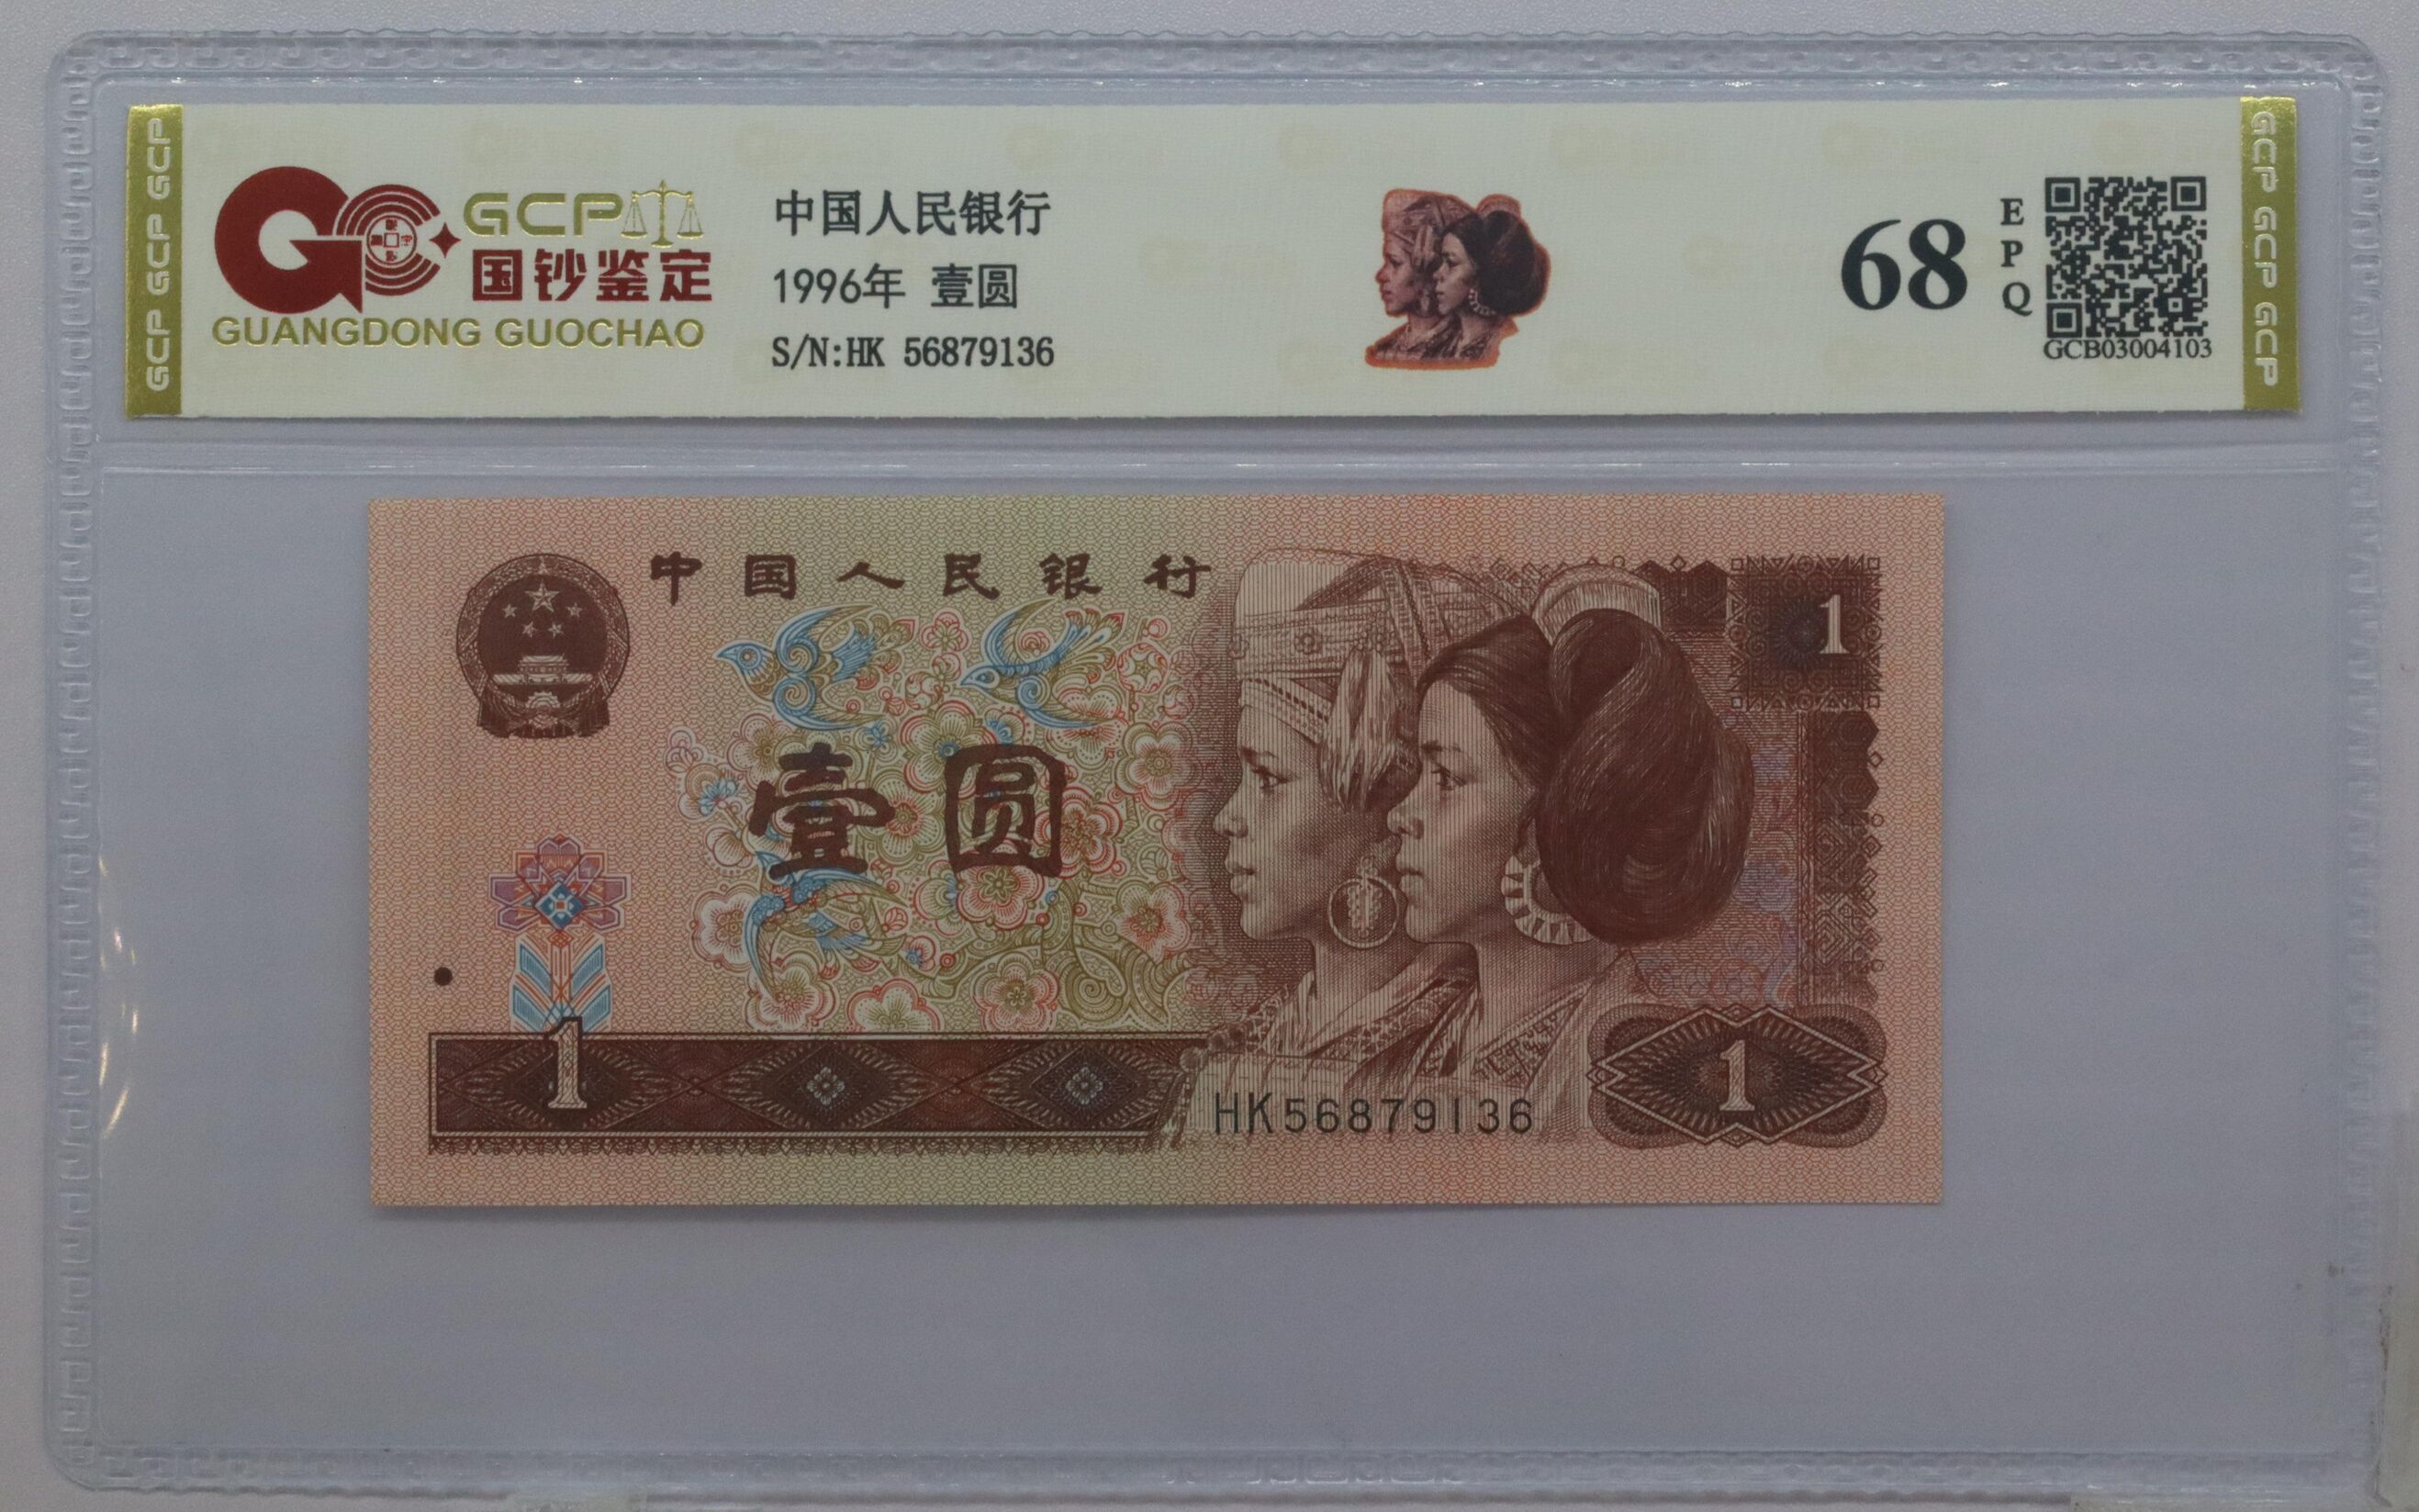 GCP GCP GCP
GCP
国钞鉴定
GUANGDONG GUOCHAO
中国人民银行
1996年 壹圆
S/N:HK 56879136
68
EPQ
GCB03004103
GCP GCP GCP
中国人民银行
1
壹圆
1
HK56879136
1